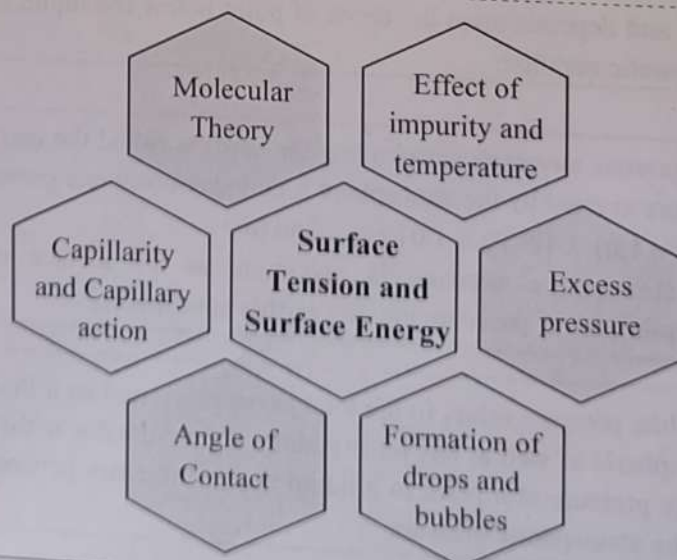 Molecular
Theory
Effect of
impurity and
temperature
Capillarity
and Capillary
action
Surface
Tension and
Surface Energy
Excess
pressure
Angle of
Contact
Formation of
drops and
bubbles